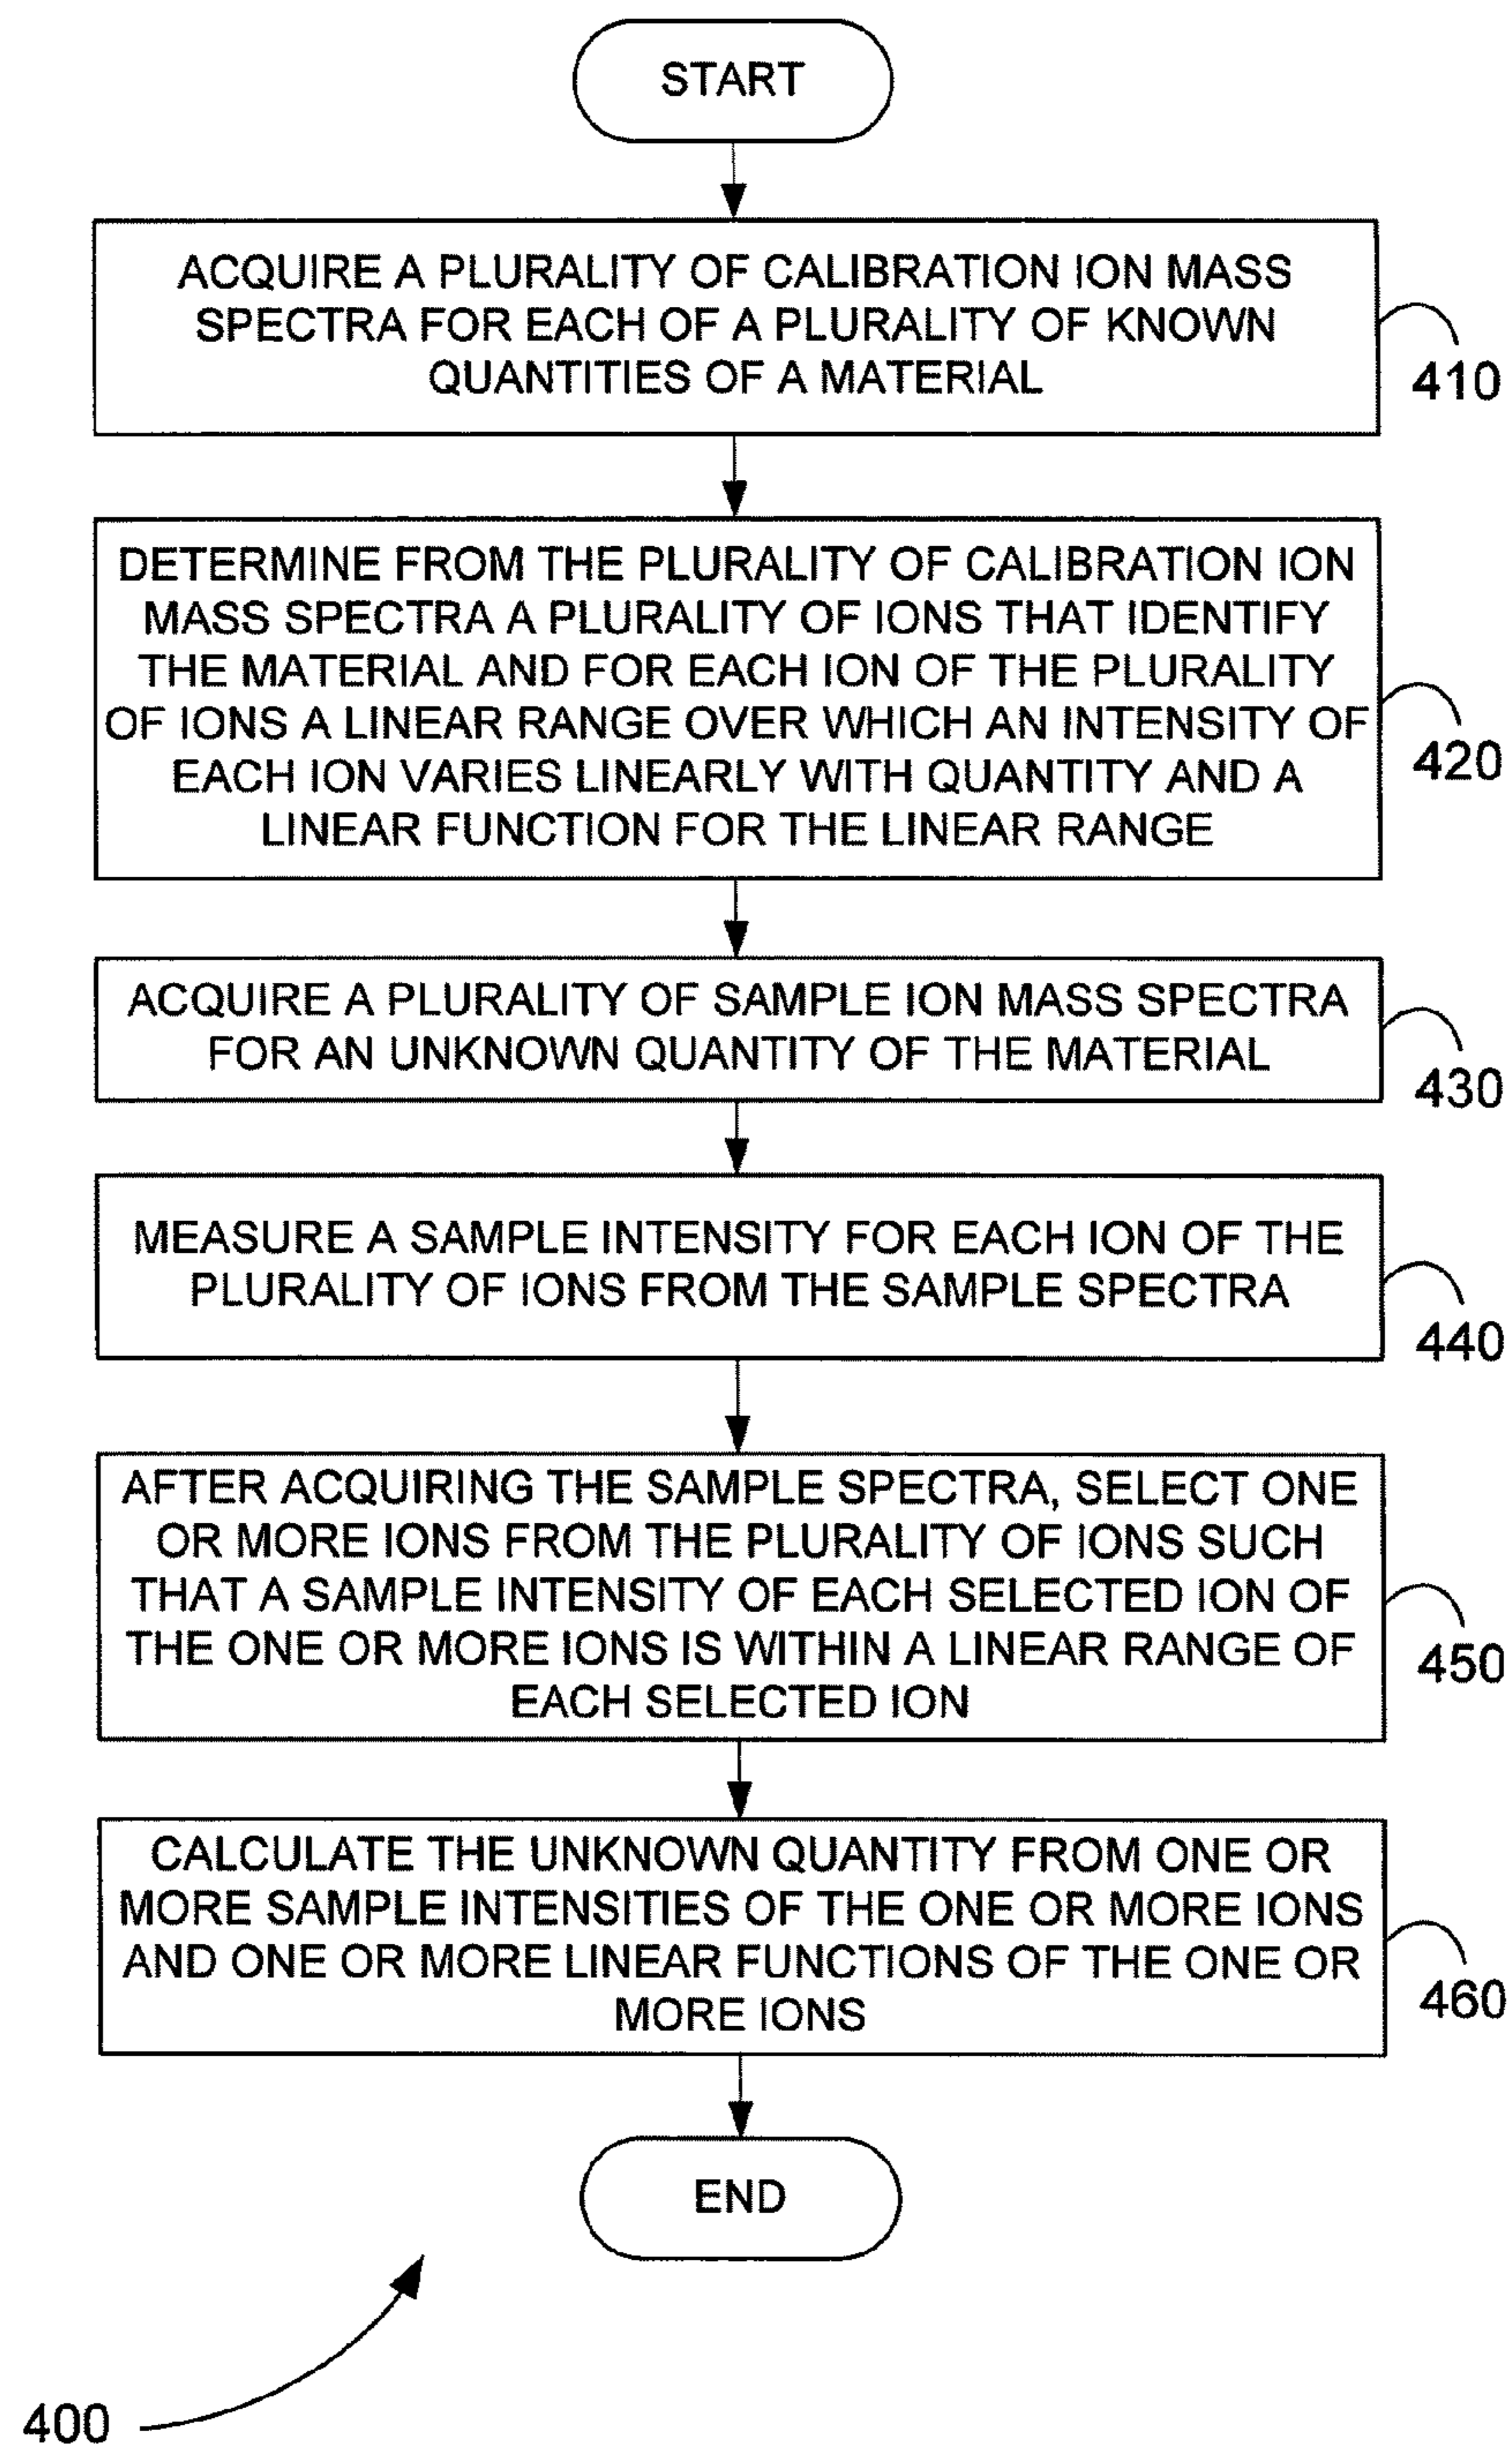 START
ACQUIRE A PLURALITY OF CALIBRATION ION MASS
SPECTRA FOR EACH OF A PLURALITY OF KNOWN
QUANTITIES OF A MATERIAL
410
DETERMINE FROM THE PLURALITY OF CALIBRATION ION
MASS SPECTRA A PLURALITY OF IONS THAT IDENTIFY
THE MATERIAL AND FOR EACH ION OF THE PLURALITY
OF IONS A LINEAR RANGE OVER WHICH AN INTENSITY OF
EACH ION VARIES LINEARLY WITH QUANTITY AND A
LINEAR FUNCTION FOR THE LINEAR RANGE
420
ACQUIRE A PLURALITY OF SAMPLE ION MASS SPECTRA
FOR AN UNKNOWN QUANTITY OF THE MATERIAL
430
MEASURE A SAMPLE INTENSITY FOR EACH ION OF THE
PLURALITY OF IONS FROM THE SAMPLE SPECTRA
440
AFTER ACQUIRING THE SAMPLE SPECTRA, SELECT ONE
OR MORE IONS FROM THE PLURALITY OF IONS SUCH
THAT A SAMPLE INTENSITY OF EACH SELECTED ION OF
THE ONE OR MORE IONS IS WITHIN A LINEAR RANGE OF
EACH SELECTED ION
450
CALCULATE THE UNKNOWN QUANTITY FROM ONE OR
MORE SAMPLE INTENSITIES OF THE ONE OR MORE IONS
AND ONE OR MORE LINEAR FUNCTIONS OF THE ONE OR
MORE IONS
460
END
400